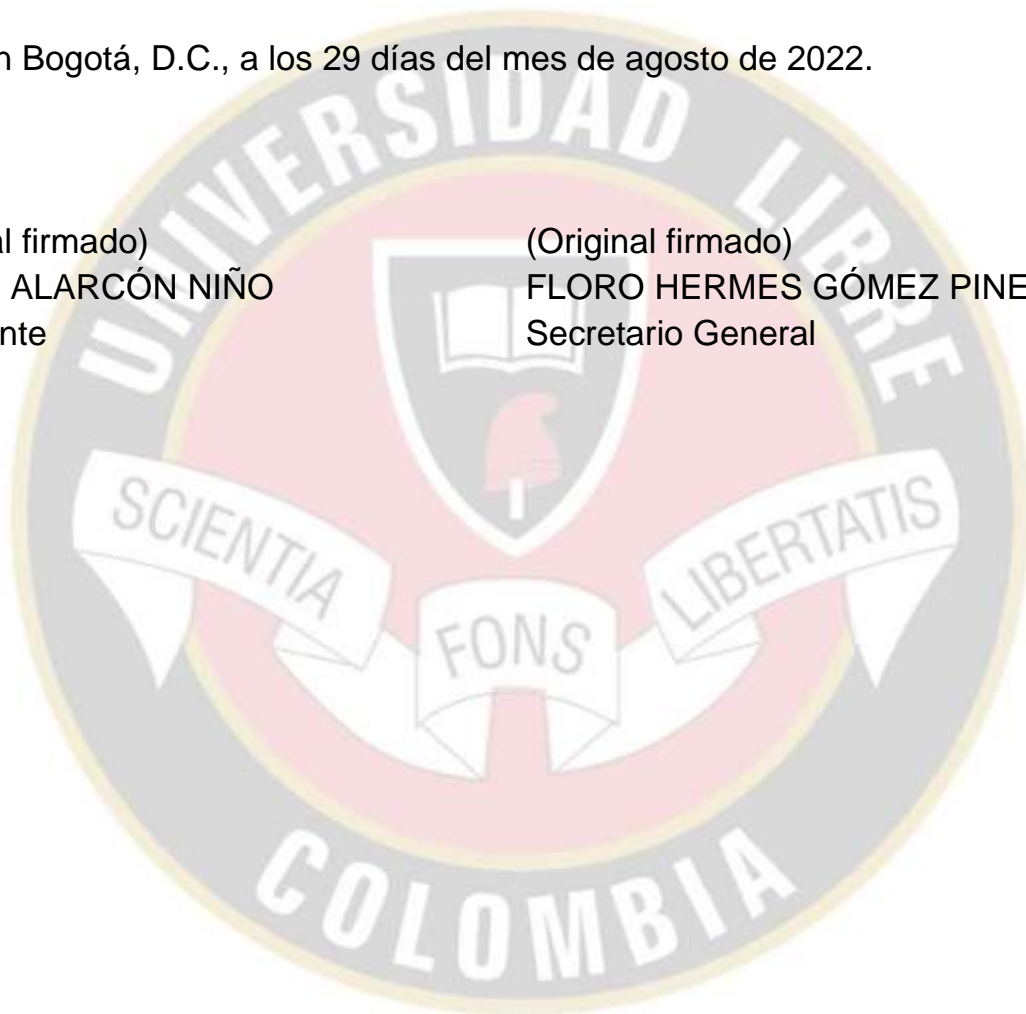 n Bogotá, D.C., a los 29 días del mes de agosto de 2022.
al firmado)
(Original firmado)
ALARCÓN NIÑO
FLORO HERMES GÓMEZ PINE
nte
Secretario General
UNIVERSIDAD LIBRE
SCIENTIA
FONS
LIBERTATIS
COLOMBIA